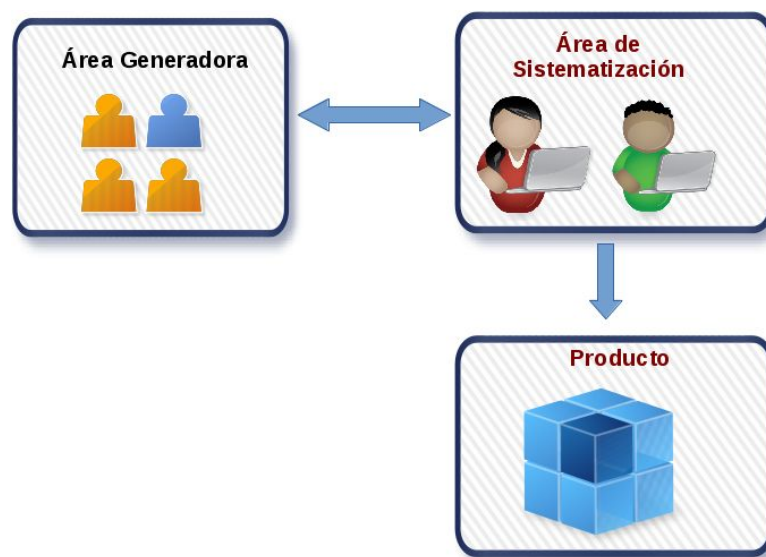 Área Generadora
Área de
Sistematización
Producto